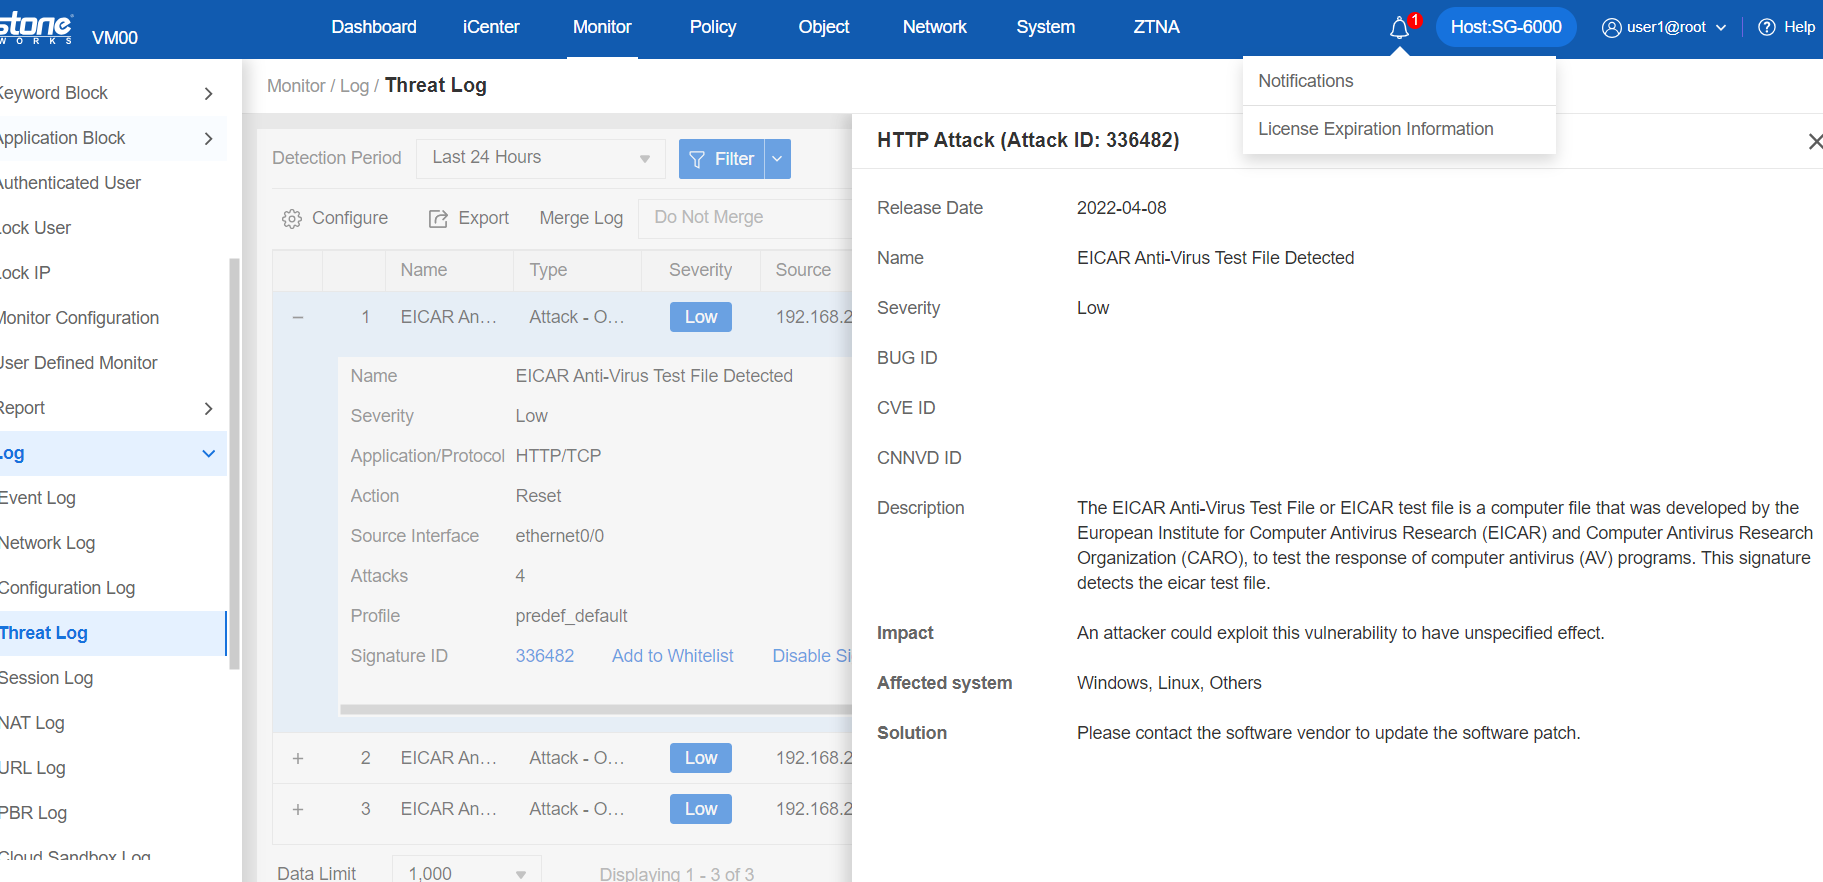 stone
WORKS
VM00
Dashboard
iCenter
Monitor
Policy
Object
Network
System
ZTNA
1
Host:SG-6000
user1@root
Help
Notifications
License Expiration Information
Keyword Block
Application Block
Authenticated User
Lock User
Lock IP
Monitor Configuration
User Defined Monitor
Report
Log
Event Log
Network Log
Configuration Log
Threat Log
Session Log
NAT Log
URL Log
PBR Log
Cloud Sandbox Log
Monitor / Log / Threat Log
Detection Period
Last 24 Hours
Filter
Configure
Export
Merge Log
Do Not Merge
Name Type Severity Source
1 EICAR An... Attack - O... Low 192.168.2
Name EICAR Anti-Virus Test File Detected
Severity Low
Application/Protocol HTTP/TCP
Action Reset
Source Interface ethernet0/0
Attacks 4
Profile predef_default
Signature ID 336482 Add to Whitelist Disable Si
2 EICAR An... Attack - O... Low 192.168.2
3 EICAR An... Attack - O... Low 192.168.2
Data Limit 1,000 Displaying 1 - 3 of 3
HTTP Attack (Attack ID: 336482)
Release Date 2022-04-08
Name EICAR Anti-Virus Test File Detected
Severity Low
BUG ID
CVE ID
CNNVD ID
Description The EICAR Anti-Virus Test File or EICAR test file is a computer file that was developed by the
European Institute for Computer Antivirus Research (EICAR) and Computer Antivirus Research
Organization (CARO), to test the response of computer antivirus (AV) programs. This signature
detects the eicar test file.
Impact An attacker could exploit this vulnerability to have unspecified effect.
Affected system Windows, Linux, Others
Solution Please contact the software vendor to update the software patch.